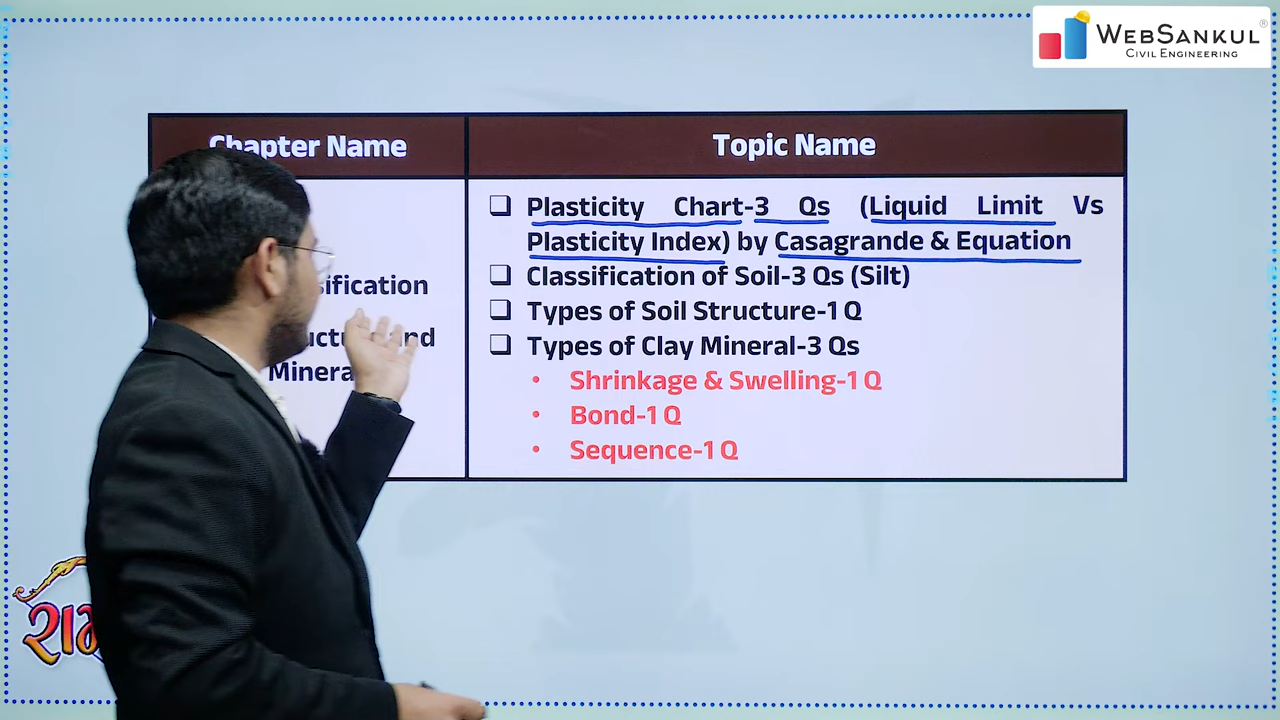 WEBSANKUL®
CIVIL ENGINEERING
Chapter Name
Topic Name
❑ Plasticity Chart-3 Qs (Liquid Limit Vs
Plasticity Index) by Casagrande & Equation
❑ Classification of Soil-3 Qs (Silt)
❑ Types of Soil Structure-1 Q
❑ Types of Clay Mineral-3 Qs
• Shrinkage & Swelling-1 Q
• Bond-1 Q
• Sequence-1 Q